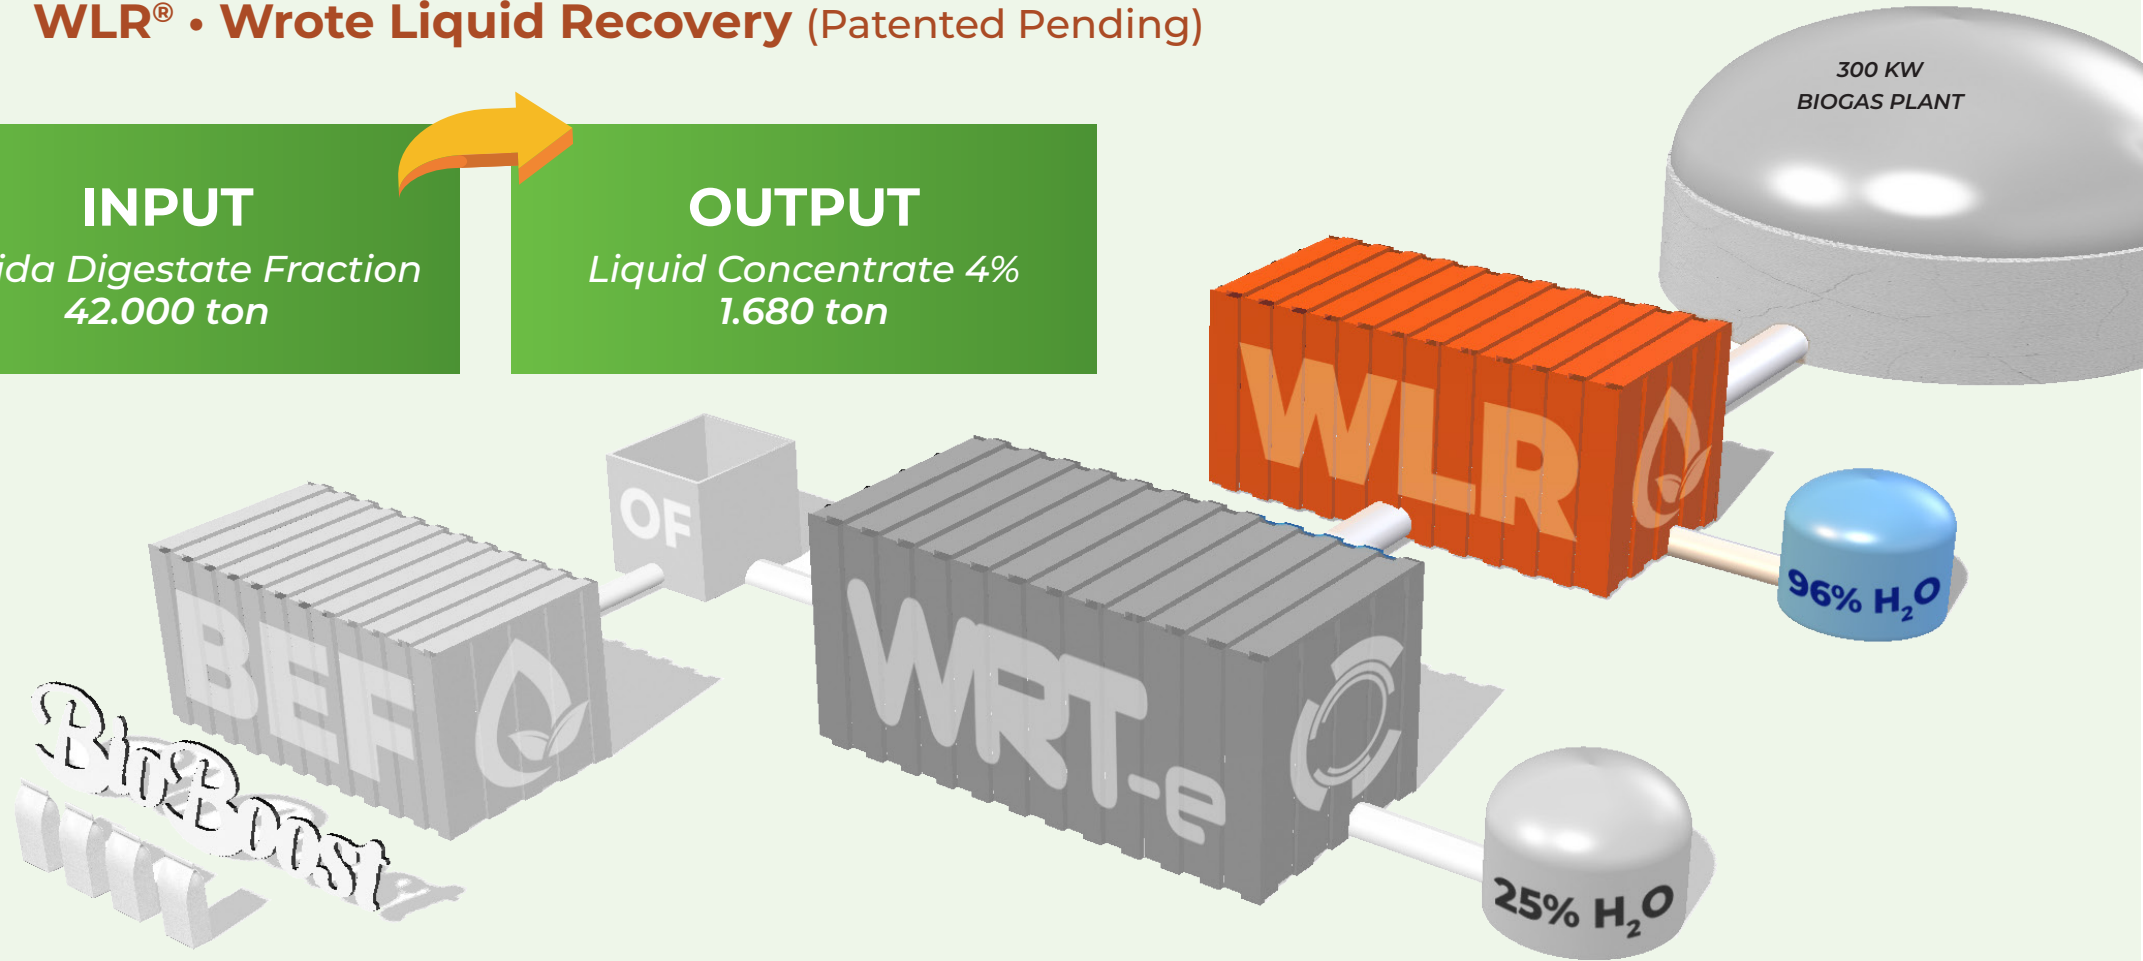 WLR® • Wrote Liquid Recovery (Patented Pending)
300 KW
BIOGAS PLANT
INPUT
ida Digestate Fraction
42.000 ton
OUTPUT
Liquid Concentrate 4%
1.680 ton
WLR
OF
96% H₂O
BEF
WRT-e
BioBoost
25% H₂O